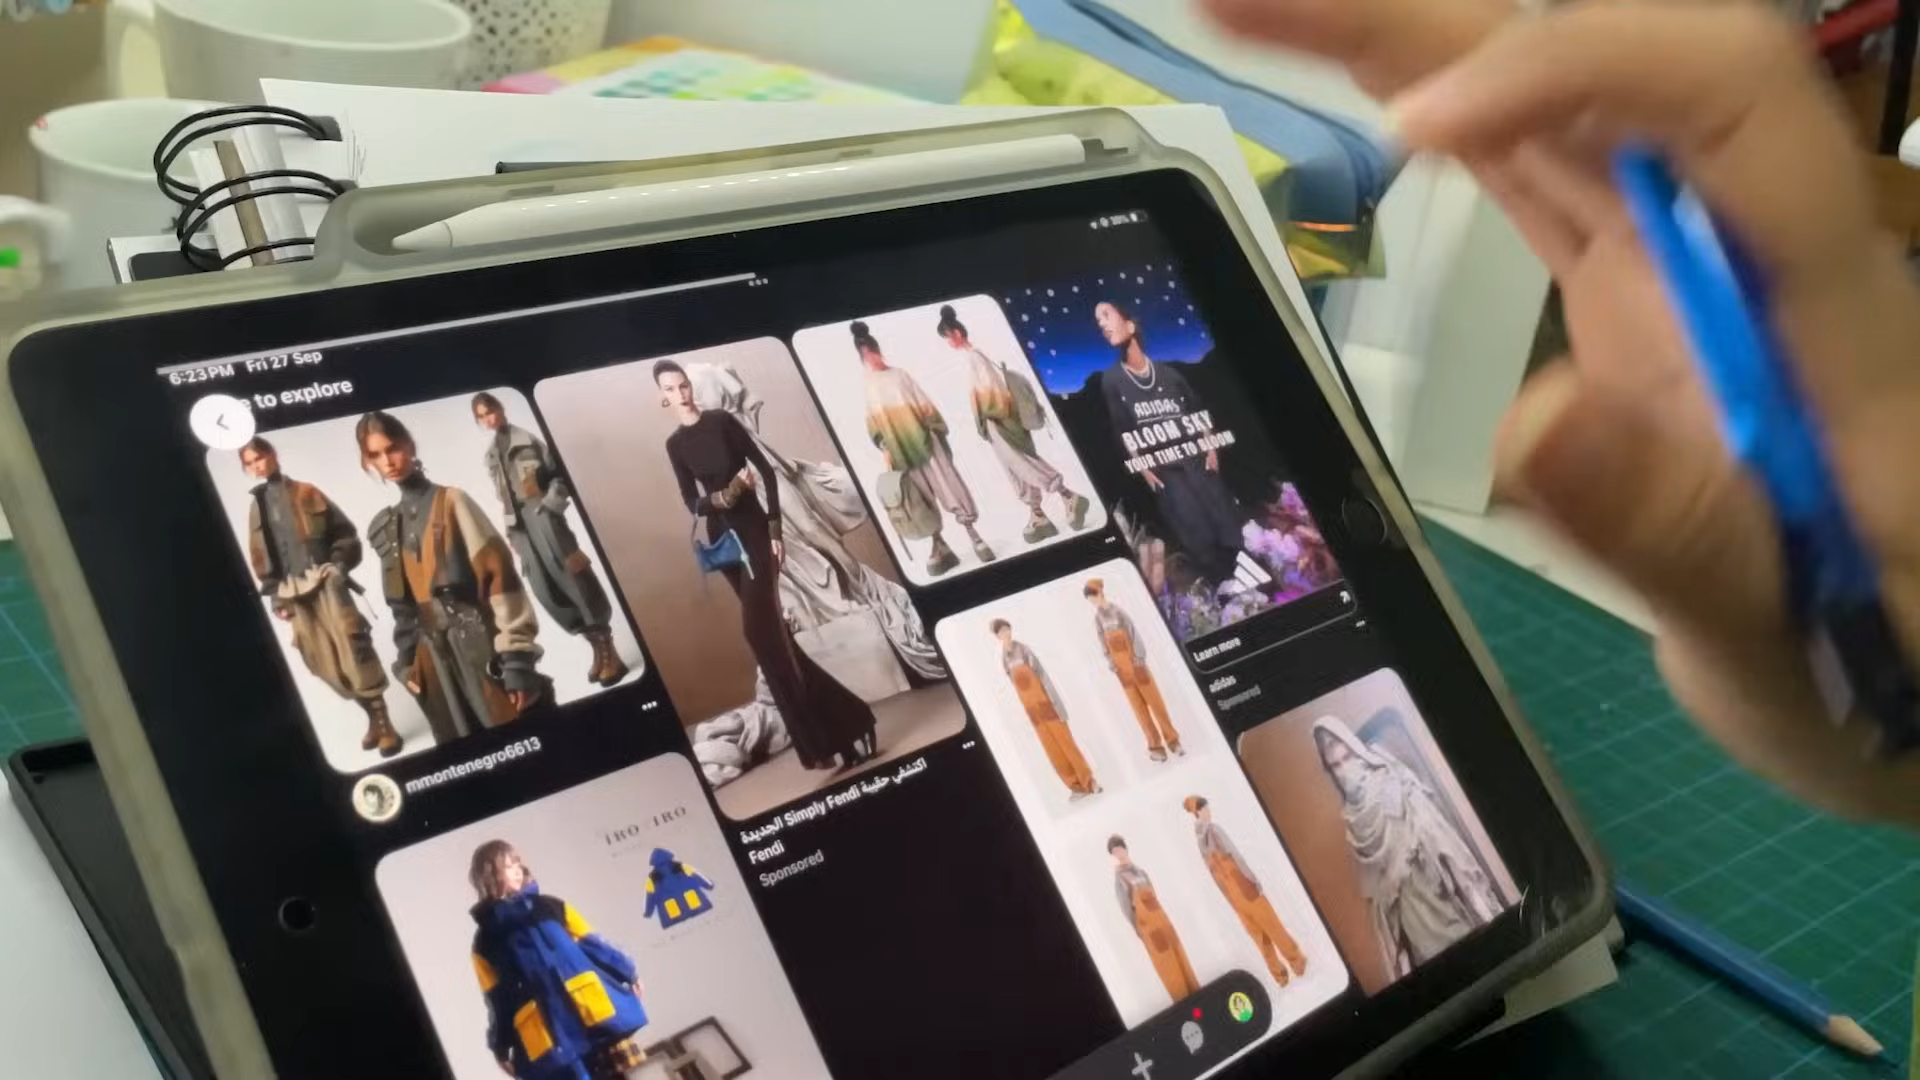 6:23 PM Fri 27 Sep
30%
e to explore
mmontenegro6613
IRO IRO
اكتشفي حقيبة Simply Fendi الجديدة
Fendi
Sponsored
ADIDAS
BLOOM SKY
YOUR TIME TO BLOOM
Learn more
adidas
Sponsored